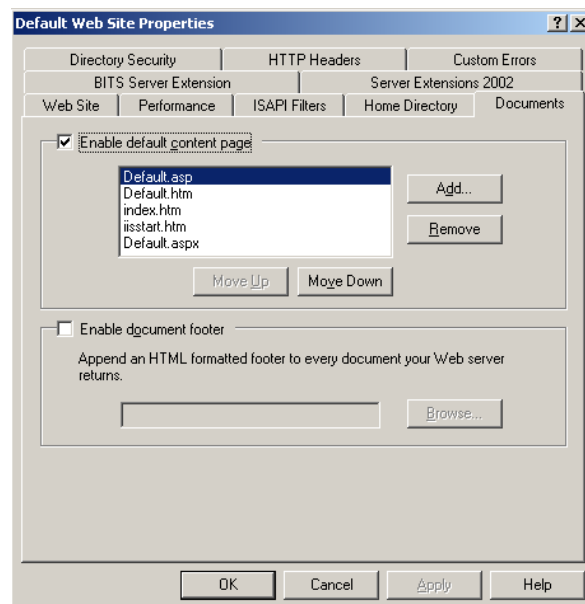 Default Web Site Properties
Directory Security HTTP Headers Custom Errors
BITS Server Extension Server Extensions 2002
Web Site Performance ISAPI Filters Home Directory Documents
Enable default content page
Default.asp
Default.htm
index.htm
iisstart.htm
Default.aspx
Add...
Remove
Move Up Move Down
Enable document footer
Append an HTML formatted footer to every document your Web server
returns.
Browse...
OK Cancel Apply Help